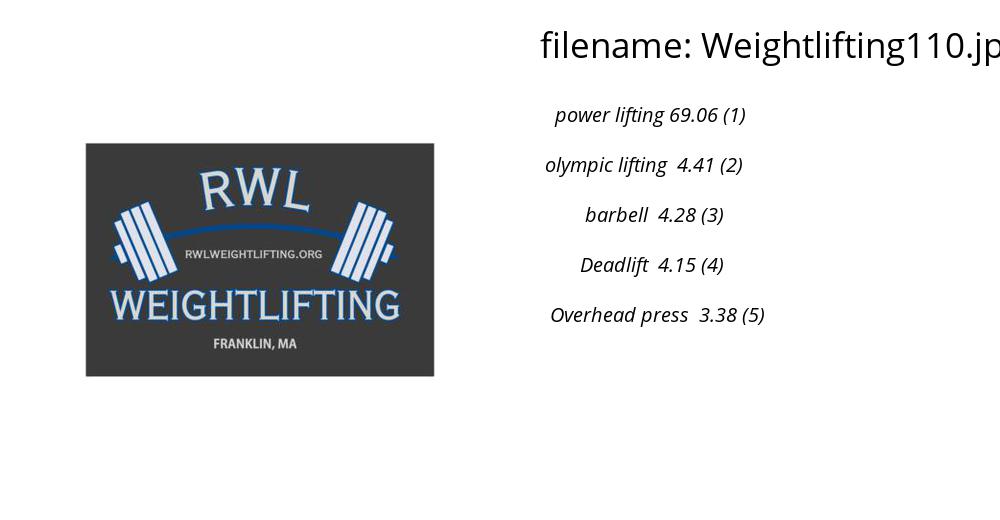 filename: Weightlifting110.jp
power lifting 69.06 (1)
olympic lifting 4.41 (2)
barbell 4.28 (3)
Deadlift 4.15 (4)
Overhead press 3.38 (5)
RWL
RWLWEIGHTLIFTING.ORG
WEIGHTLIFTING
FRANKLIN, MA